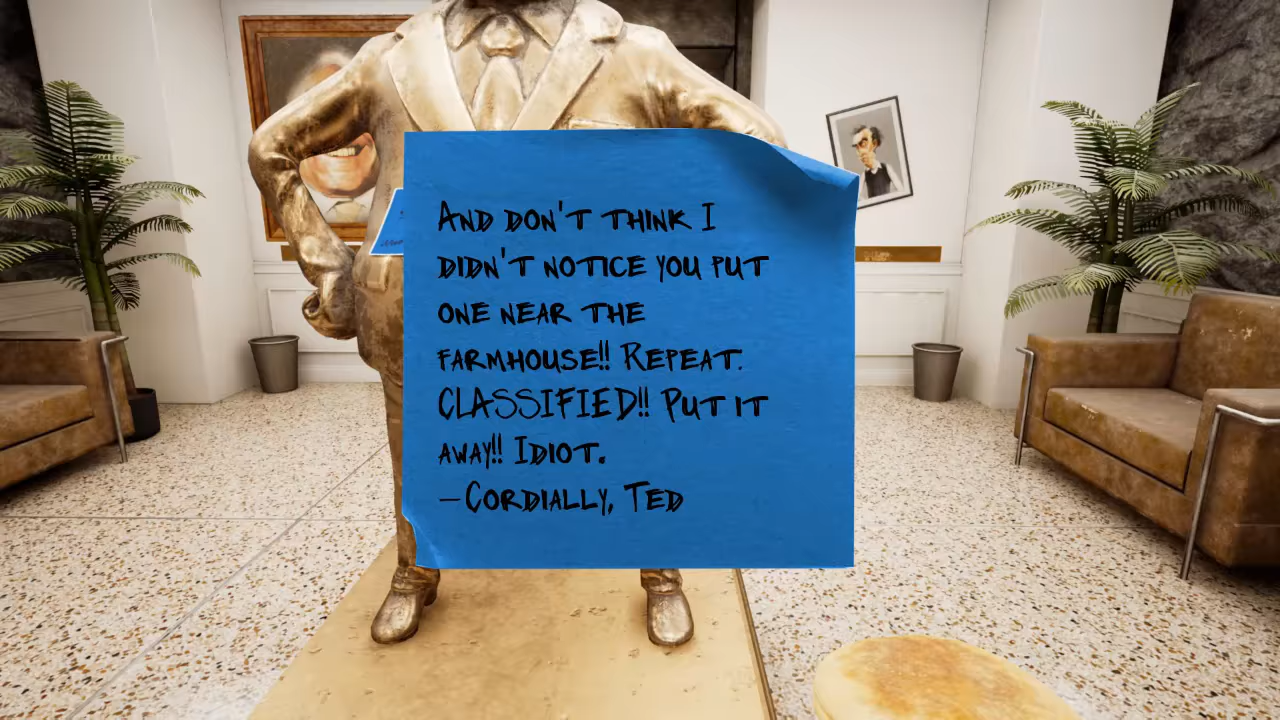 And don't think I
didn't notice you put
one near the
farmhouse!! Repeat.
CLASSIFIED!! Put it
away!! Idiot.
—Cordially, Ted